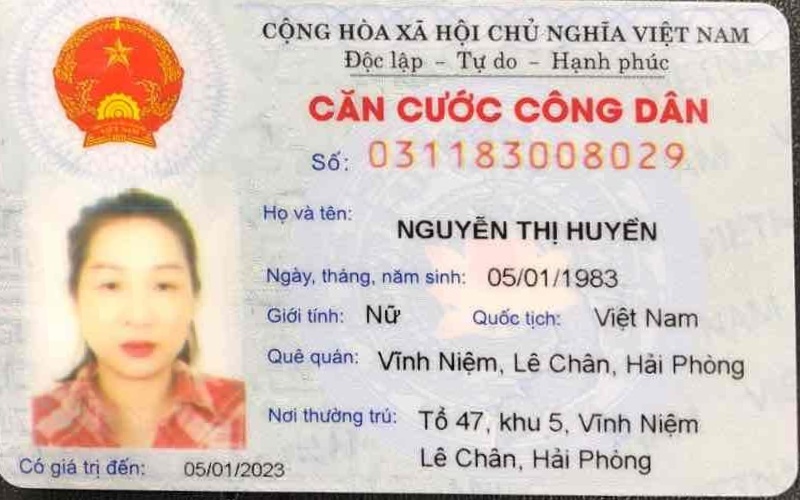 CỘNG HÒA XÃ HỘI CHỦ NGHĨA VIỆT NAM
Độc lập - Tự do - Hạnh phúc
CĂN CƯỚC CÔNG DÂN
Số: 031183008029
Họ và tên:
NGUYỄN THỊ HUYỀN
Ngày, tháng, năm sinh: 05/01/1983
Giới tính: Nữ Quốc tịch: Việt Nam
Quê quán: Vĩnh Niệm, Lê Chân, Hải Phòng
Nơi thường trú: Tổ 47, khu 5, Vĩnh Niệm
Lê Chân, Hải Phòng
Có giá trị đến: 05/01/2023